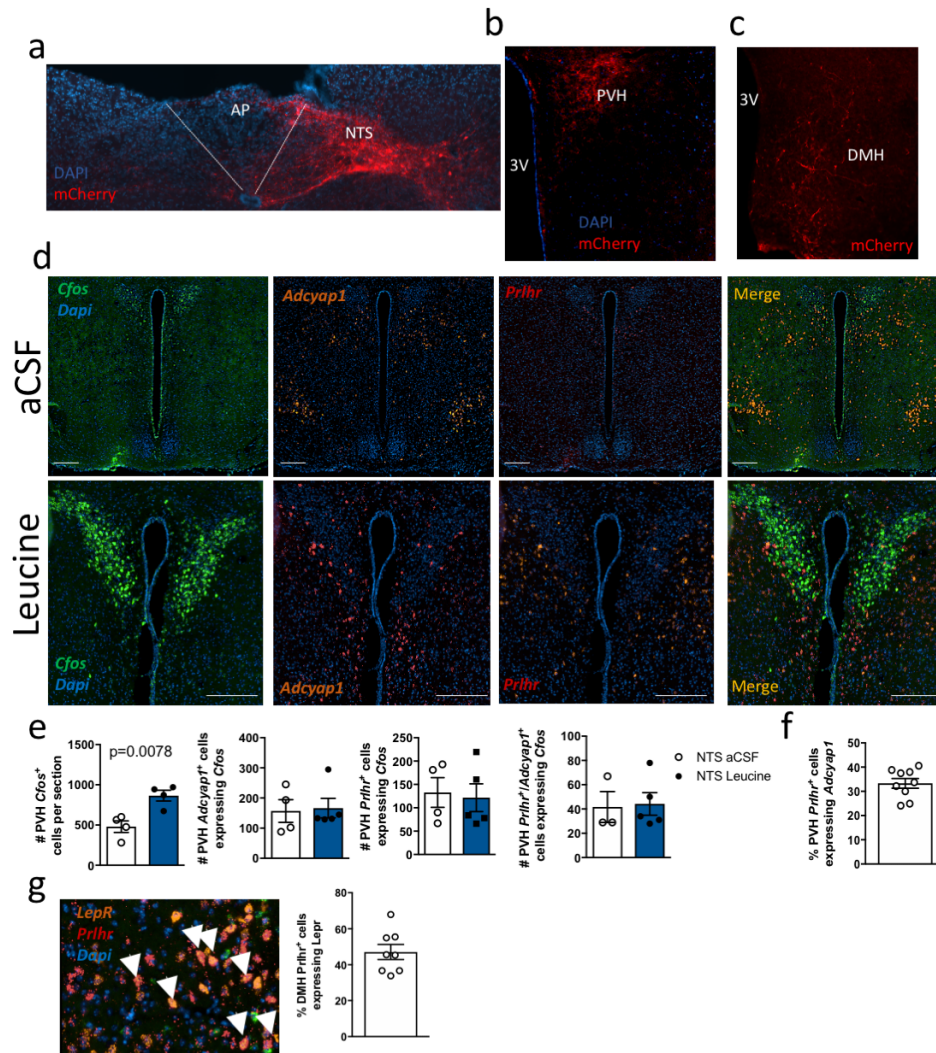 a
AP
NTS
DAPI
mCherry
b
PVH
3V
DAPI
mCherry
c
3V
DMH
mCherry
d
aCSF
Cfos
Dapi
Adcyap1
Prlhr
Merge
Leucine
Cfos
Dapi
Adcyap1
Prlhr
Merge
e
# PVH Cfos+
cells per section
1500
1000
500
0
p=0.0078
# PVH Adcyap1+ cells
expressing Cfos
400
300
200
100
0
# PVH Prlhr+ cells
expressing Cfos
250
200
150
100
50
0
# PVH Prlhr+/Adcyap1+
cells expressing Cfos
100
80
60
40
20
0
NTS aCSF
NTS Leucine
f
% PVH Prlhr+ cells
expressing Adcyap1
50
40
30
20
10
0
g
LepR
Prlhr
Dapi
% DMH Prlhr+ cells
expressing Lepr
80
60
40
20
0